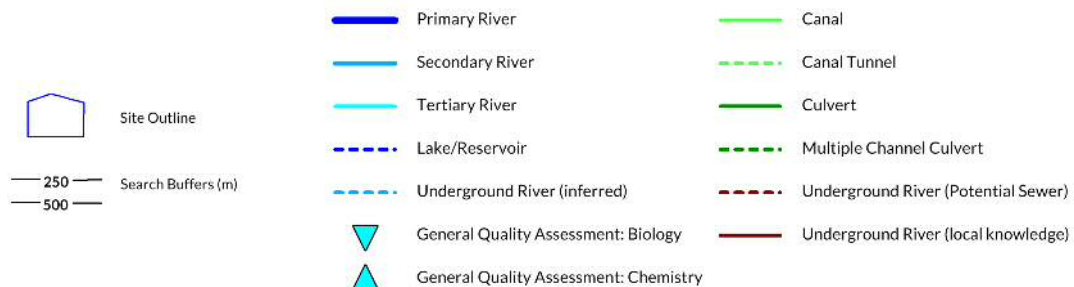 Site Outline
250
Search Buffers (m)
500
Primary River
Secondary River
Tertiary River
Lake/Reservoir
Underground River (inferred)
General Quality Assessment: Biology
General Quality Assessment: Chemistry
Canal
Canal Tunnel
Culvert
Multiple Channel Culvert
Underground River (Potential Sewer)
Underground River (local knowledge)